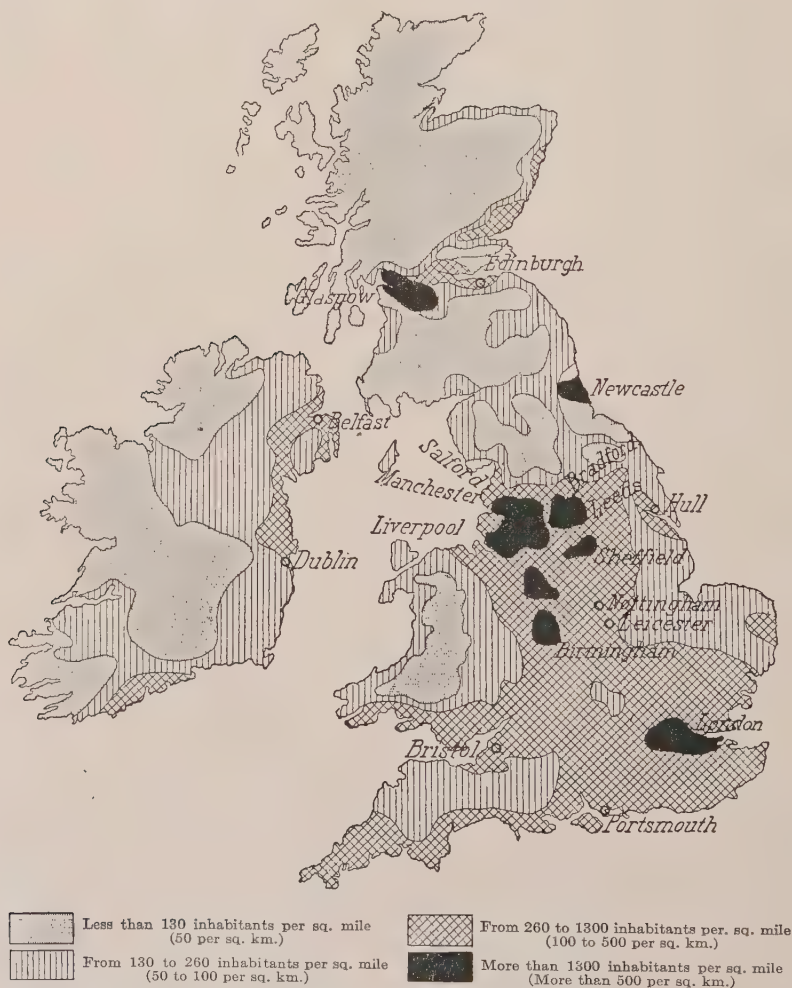 Edinburgh
Glasgow
Newcastle
Belfast
Salford
Bradford
Manchester
Leeds
Hull
Liverpool
Sheffield
Dublin
Nottingham
Leicester
Birmingham
London
Bristol
Portsmouth
Less than 130 inhabitants per sq. mile
(50 per sq. km.)
From 130 to 260 inhabitants per sq. mile
(50 to 100 per sq. km.)
From 260 to 1300 inhabitants per. sq. mile
(100 to 500 per sq. km.)
More than 1300 inhabitants per sq. mile
(More than 500 per sq. km.)